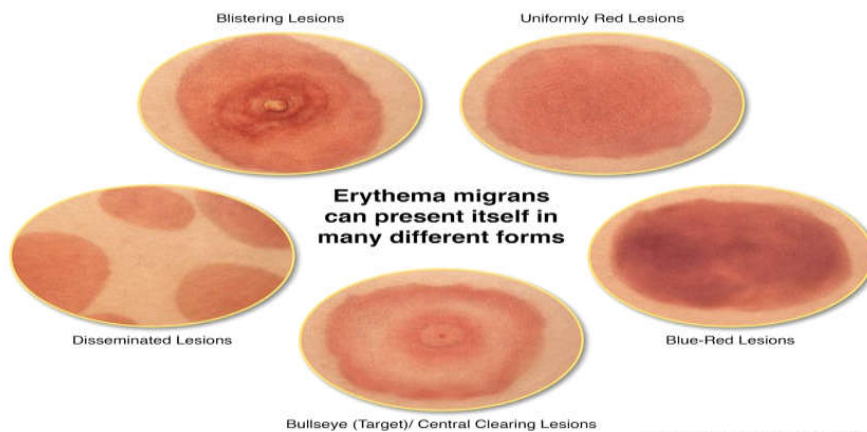 Blistering Lesions
Uniformly Red Lesions
Erythema migrans
can present itself in
many different forms
Disseminated Lesions
Blue-Red Lesions
Bullseye (Target)/ Central Clearing Lesions